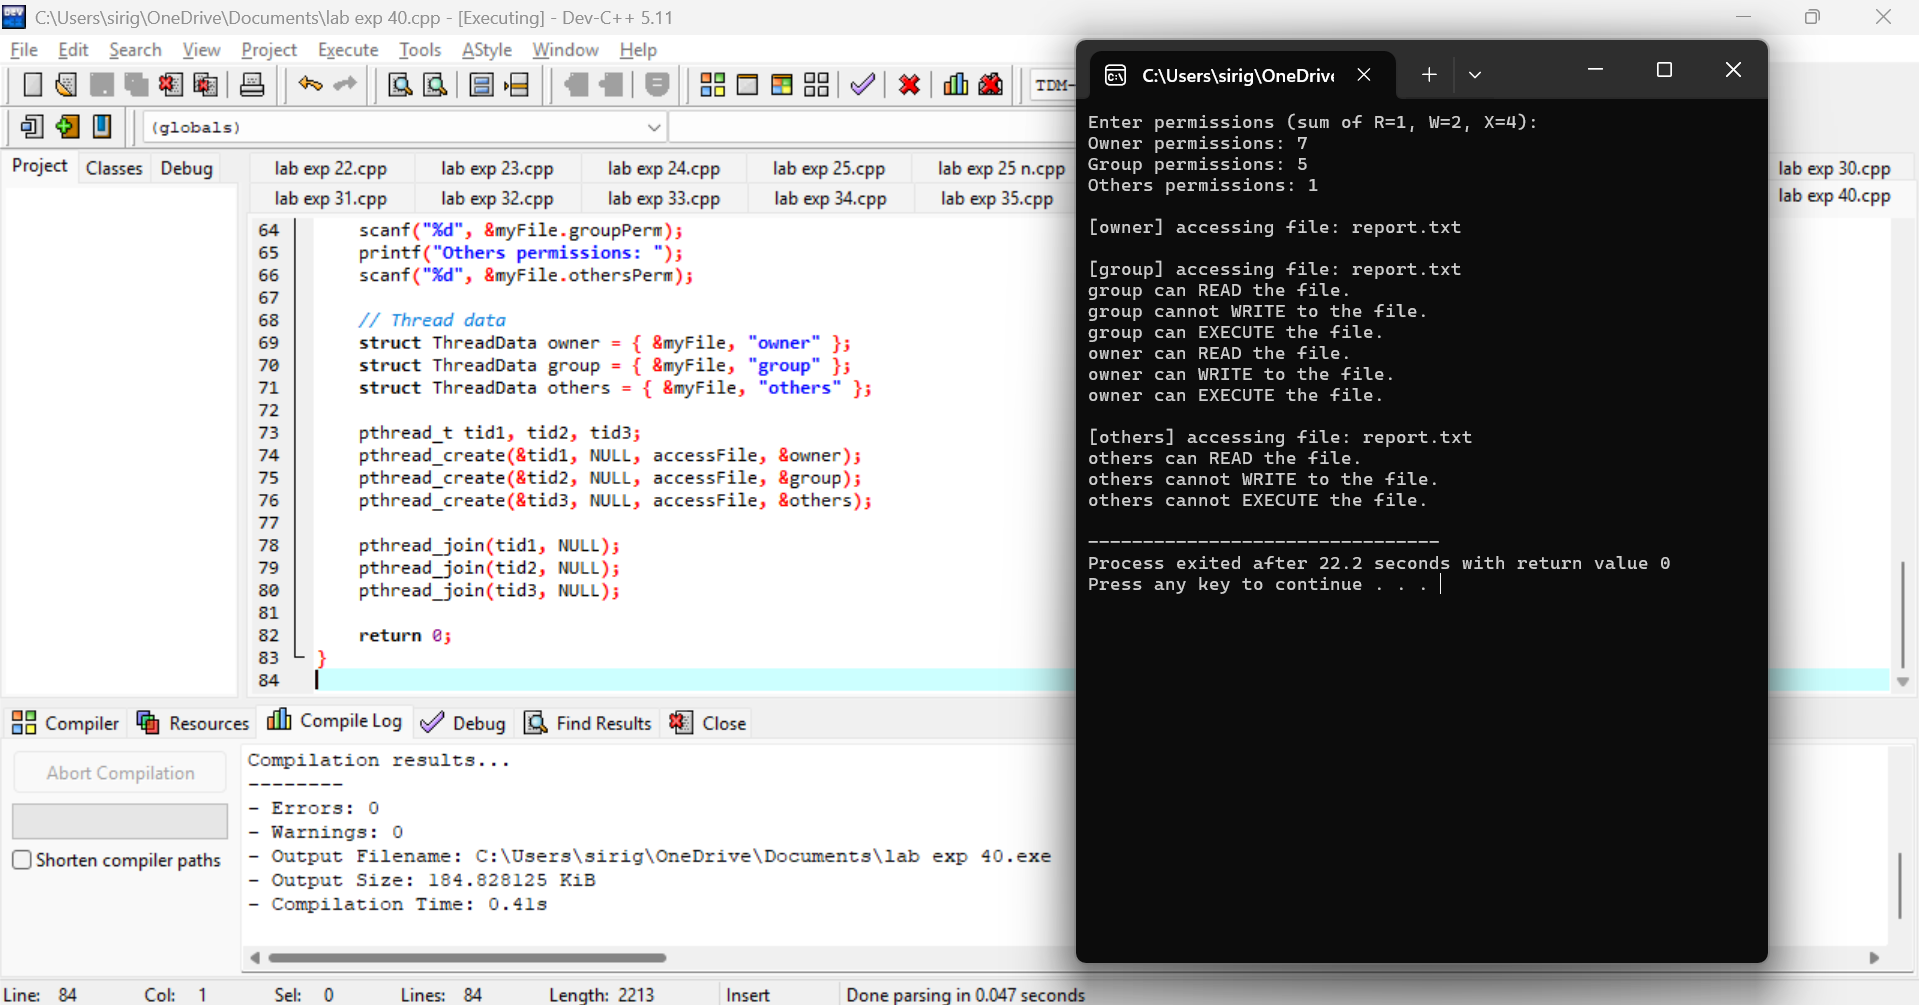 C:\Users\sirig\OneDrive\Documents\lab exp 40.cpp - [Executing] - Dev-C++ 5.11
File Edit Search View Project Execute Tools AStyle Window Help
TDM-
(globals)
Project Classes Debug
lab exp 22.cpp lab exp 23.cpp lab exp 24.cpp lab exp 25.cpp lab exp 25 n.cpp lab exp 30.cpp
lab exp 31.cpp lab exp 32.cpp lab exp 33.cpp lab exp 34.cpp lab exp 35.cpp lab exp 40.cpp
64 scanf("%d", &myFile.groupPerm);
65 printf("Others permissions: ");
66 scanf("%d", &myFile.othersPerm);
67
68 // Thread data
69 struct ThreadData owner = { &myFile, "owner" };
70 struct ThreadData group = { &myFile, "group" };
71 struct ThreadData others = { &myFile, "others" };
72
73 pthread_t tid1, tid2, tid3;
74 pthread_create(&tid1, NULL, accessFile, &owner);
75 pthread_create(&tid2, NULL, accessFile, &group);
76 pthread_create(&tid3, NULL, accessFile, &others);
77
78 pthread_join(tid1, NULL);
79 pthread_join(tid2, NULL);
80 pthread_join(tid3, NULL);
81
82 return 0;
83 }
84
C:\Users\sirig\OneDrive
Enter permissions (sum of R=1, W=2, X=4):
Owner permissions: 7
Group permissions: 5
Others permissions: 1
[owner] accessing file: report.txt
[group] accessing file: report.txt
group can READ the file.
group cannot WRITE to the file.
group can EXECUTE the file.
owner can READ the file.
owner can WRITE to the file.
owner can EXECUTE the file.
[others] accessing file: report.txt
others can READ the file.
others cannot WRITE to the file.
others cannot EXECUTE the file.
--------------------------------
Process exited after 22.2 seconds with return value 0
Press any key to continue . . .
Compiler Resources Compile Log Debug Find Results Close
Abort Compilation
Shorten compiler paths
Compilation results...
--------
- Errors: 0
- Warnings: 0
- Output Filename: C:\Users\sirig\OneDrive\Documents\lab exp 40.exe
- Output Size: 184.828125 KiB
- Compilation Time: 0.41s
Line: 84 Col: 1 Sel: 0 Lines: 84 Length: 2213 Insert Done parsing in 0.047 seconds